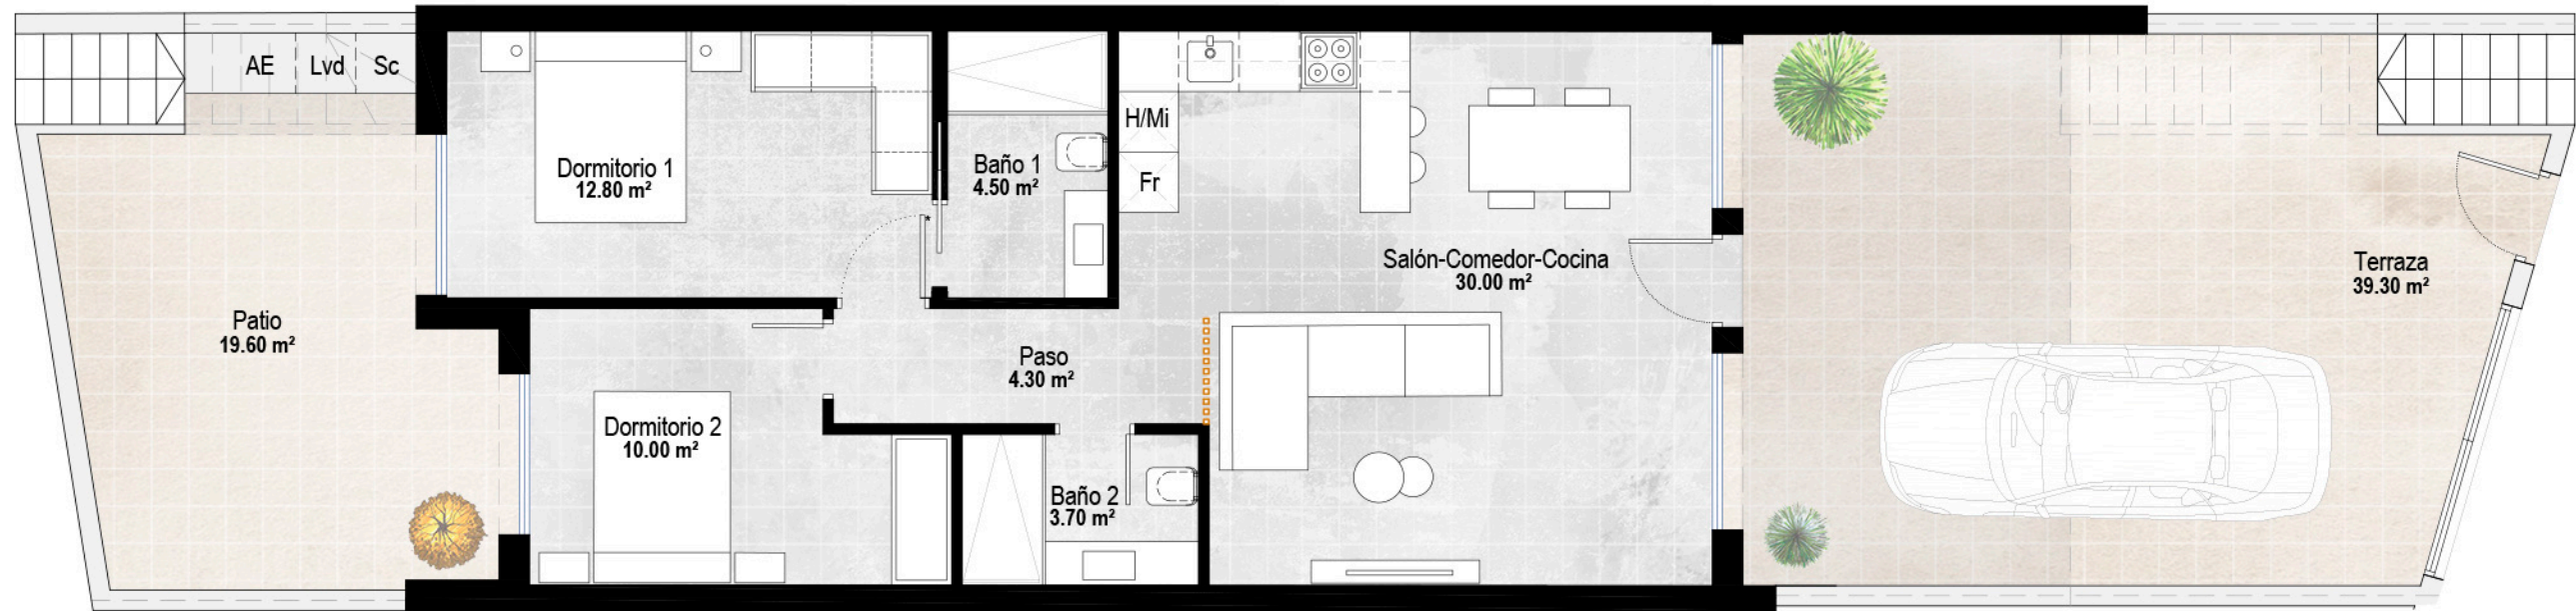 AE
Lvd
Sc
Dormitorio 1
12.80 m²
Baño 1
4.50 m²
H/Mi
Fr
Salón-Comedor-Cocina
30.00 m²
Terraza
39.30 m²
Patio
19.60 m²
Paso
4.30 m²
Dormitorio 2
10.00 m²
Baño 2
3.70 m²